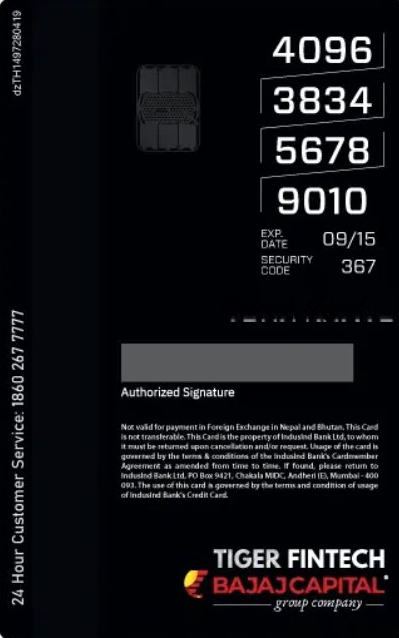 dzTH1497280419
4096
3834
5678
9010
EXP.
DATE
09/15
SECURITY
CODE
367
Authorized Signature
Not valid for payment in Foreign Exchange in Nepal and Bhutan. This Card
is not transferable. This Card is the property of IndusInd Bank Ltd, to whom
it must be returned upon cancellation and/or request. Usage of the card is
governed by the terms & conditions of the IndusInd Bank's Cardmember
Agreement as amended from time to time. If found, please return to
IndusInd Bank Ltd, PO Box 9421, Chakala MIDC, Andheri (E), Mumbai - 400
093. The use of this card is governed by the terms and condition of usage
of IndusInd Bank's Credit Card.
24 Hour Customer Service: 1860 267 7777
TIGER FINTECH
BAJAJ CAPITAL
group company